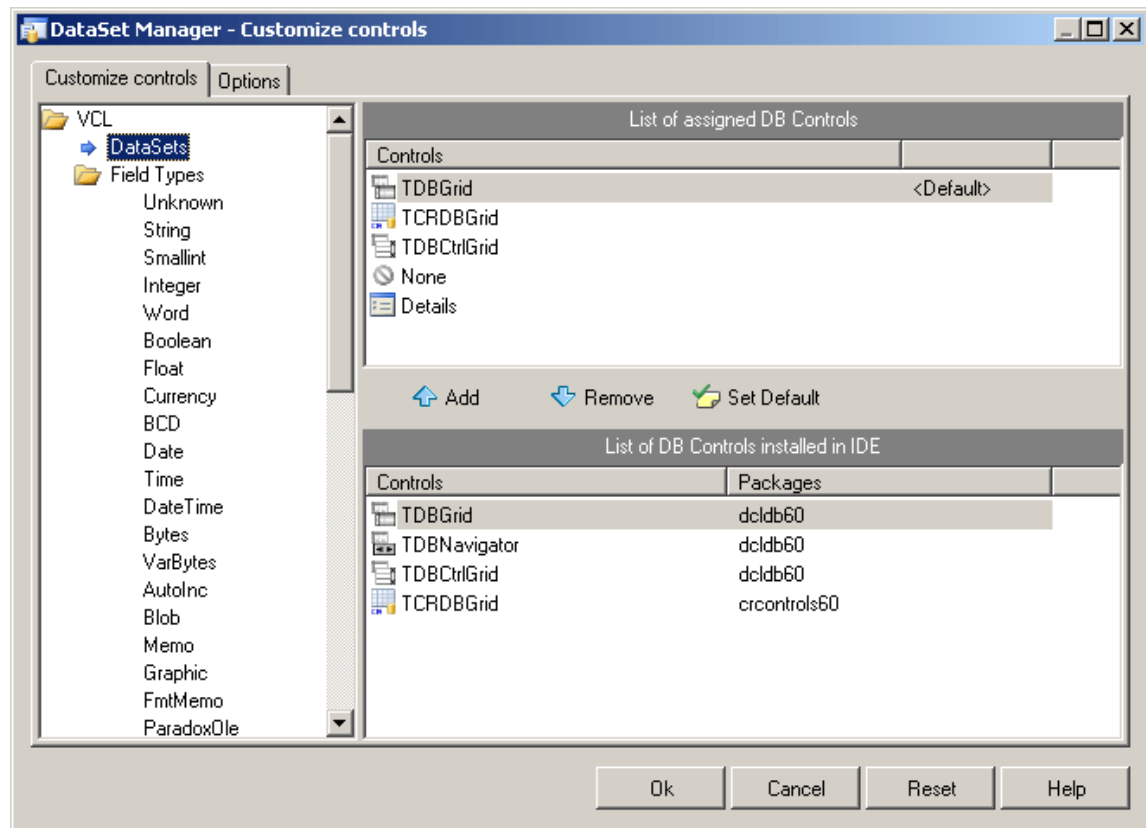 DataSet Manager - Customize controls
Customize controls Options
VCL
DataSets
Field Types
Unknown
String
Smallint
Integer
Word
Boolean
Float
Currency
BCD
Date
Time
DateTime
Bytes
VarBytes
AutoInc
Blob
Memo
Graphic
FmtMemo
ParadoxOle
List of assigned DB Controls
Controls
TDBGrid <Default>
TCRDBGrid
TDBCtrlGrid
None
Details
Add Remove Set Default
List of DB Controls installed in IDE
Controls Packages
TDBGrid dcldb60
TDBNavigator dcldb60
TDBCtrlGrid dcldb60
TCRDBGrid crcontrols60
Ok Cancel Reset Help